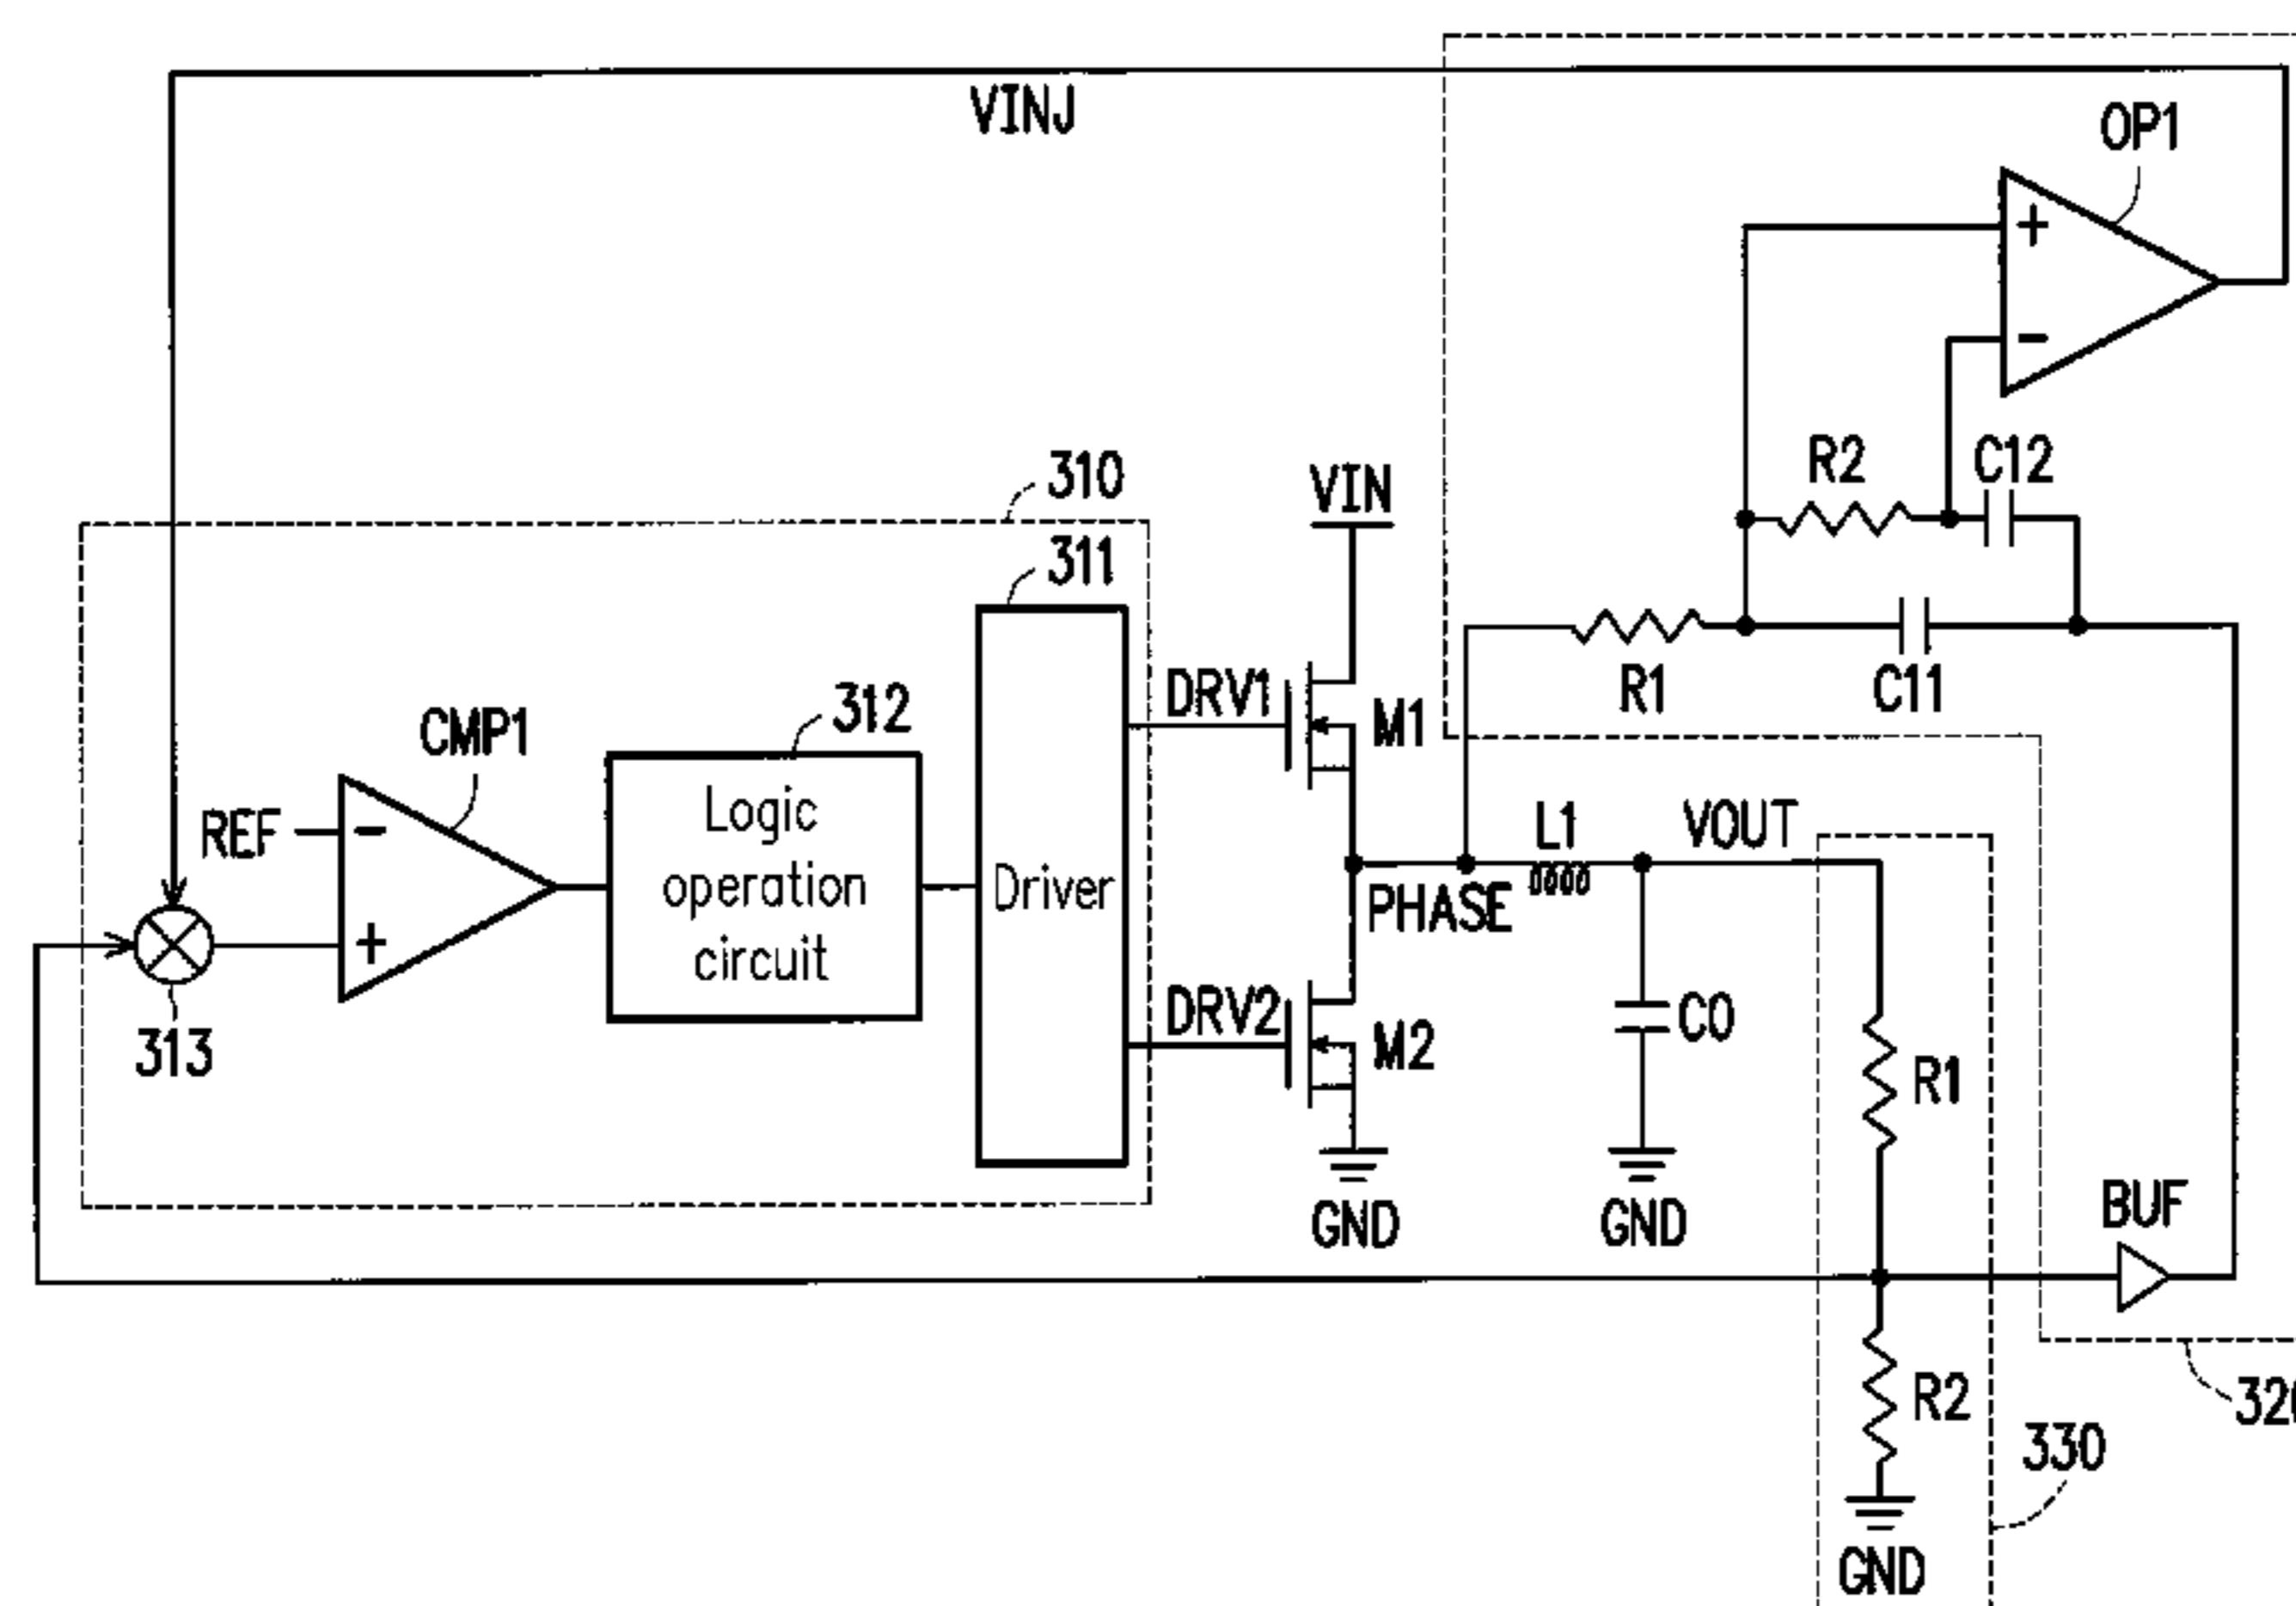 VINJ
OP1
R2
C12
310
VIN
311
R1
C11
DRV1
M1
312
CMP1
Logic
operation
circuit
REF
L1
VOUT
Driver
PHASE
DRV2
M2
C0
313
R1
GND
GND
BUF
R2
330
GND